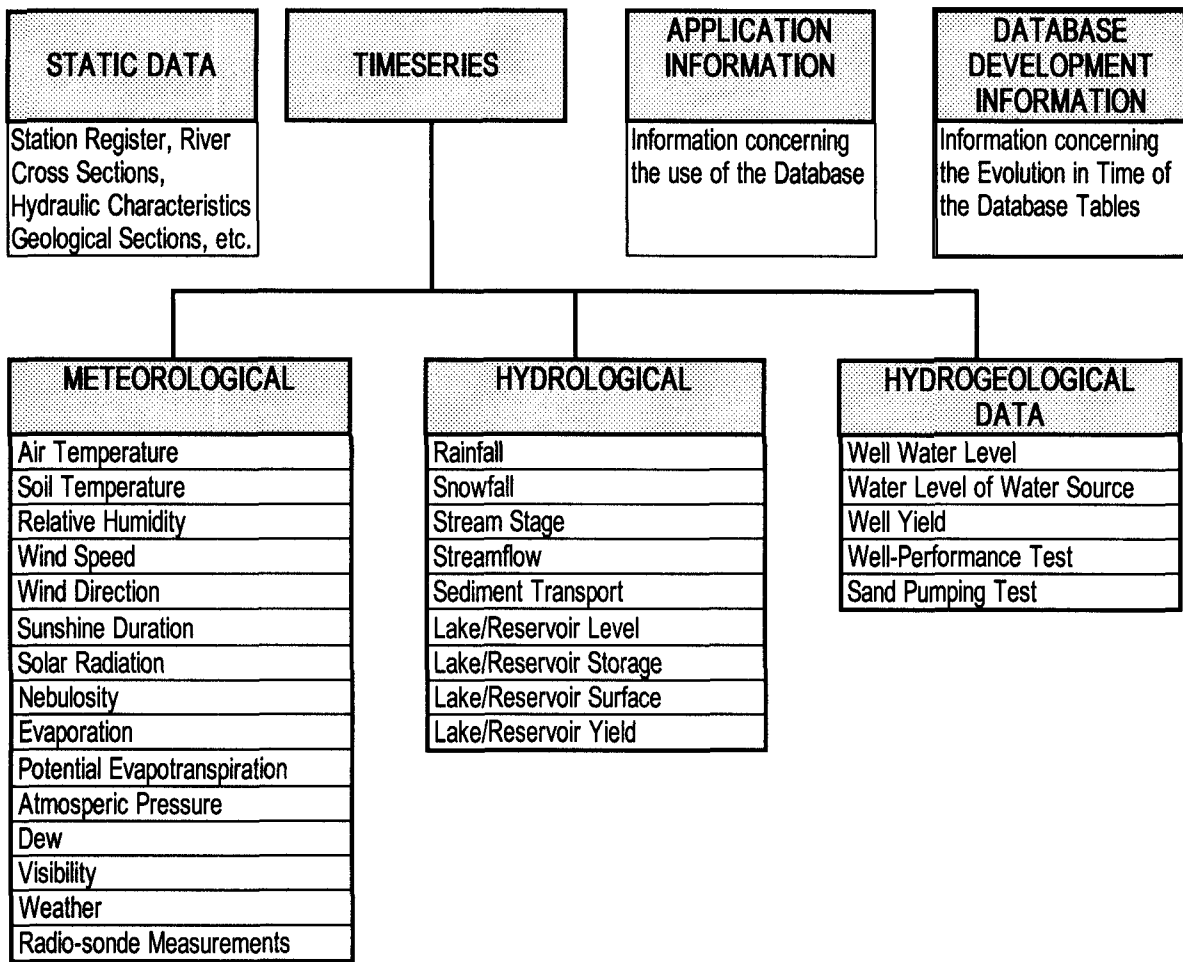 STATIC DATA
Station Register, River
Cross Sections,
Hydraulic Characteristics
Geological Sections, etc.
TIMESERIES
APPLICATION
INFORMATION
Information concerning
the use of the Database
DATABASE
DEVELOPMENT
INFORMATION
Information concerning
the Evolution in Time of
the Database Tables
METEOROLOGICAL
Air Temperature
Soil Temperature
Relative Humidity
Wind Speed
Wind Direction
Sunshine Duration
Solar Radiation
Nebulosity
Evaporation
Potential Evapotranspiration
Atmosperic Pressure
Dew
Visibility
Weather
Radio-sonde Measurements
HYDROLOGICAL
Rainfall
Snowfall
Stream Stage
Streamflow
Sediment Transport
Lake/Reservoir Level
Lake/Reservoir Storage
Lake/Reservoir Surface
Lake/Reservoir Yield
HYDROGEOLOGICAL
DATA
Well Water Level
Water Level of Water Source
Well Yield
Well-Performance Test
Sand Pumping Test